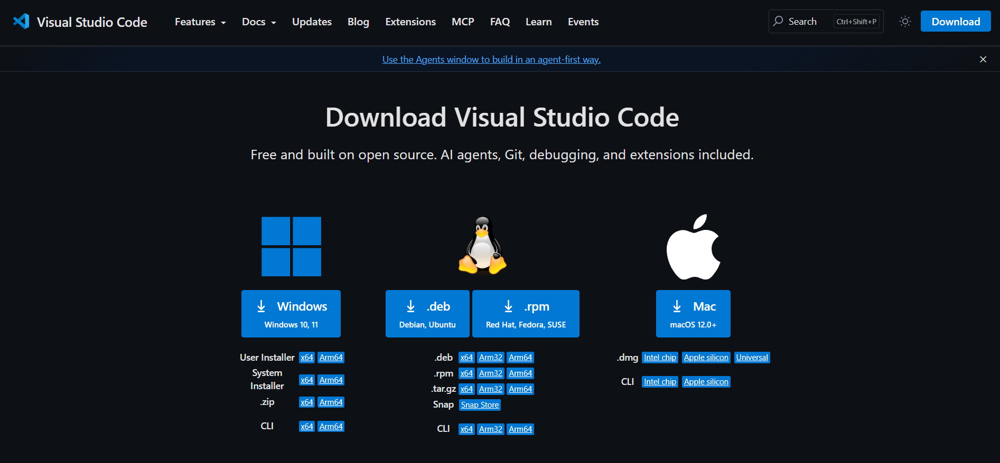 Visual Studio Code Features Docs Updates Blog Extensions MCP FAQ Learn Events Search Ctrl+Shift+P Download
Use the Agents window to build in an agent-first way.
Download Visual Studio Code
Free and built on open source. AI agents, Git, debugging, and extensions included.
Windows
Windows 10, 11
User Installer x64 Arm64
System
Installer x64 Arm64
.zip x64 Arm64
CLI x64 Arm64
.deb
Debian, Ubuntu
.rpm
Red Hat, Fedora, SUSE
.deb x64 Arm32 Arm64
.rpm x64 Arm32 Arm64
.tar.gz x64 Arm32 Arm64
Snap Snap Store
CLI x64 Arm32 Arm64
Mac
macOS 12.0+
.dmg Intel chip Apple silicon Universal
CLI Intel chip Apple silicon